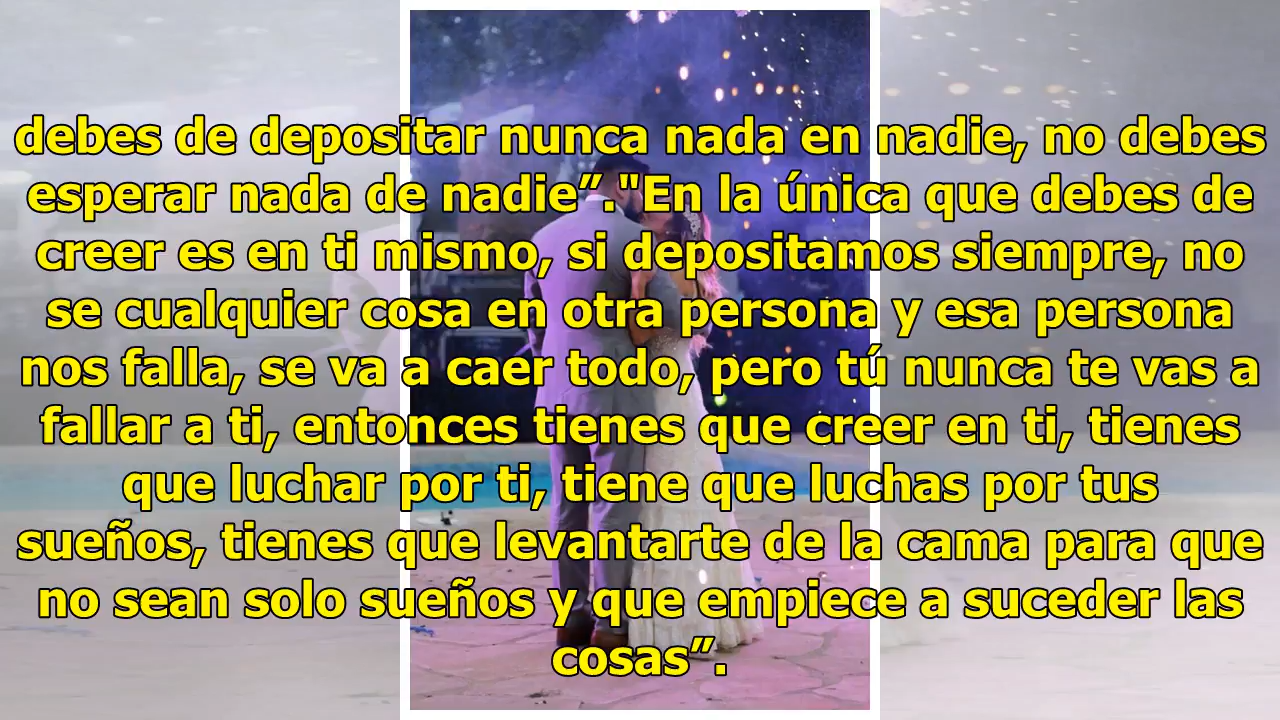 debes de depositar nunca nada en nadie, no debes
esperar nada de nadie”."En la única que debes de
creer es en ti mismo, si depositamos siempre, no
se cualquier cosa en otra persona y esa persona
nos falla, se va a caer todo, pero tú nunca te vas a
fallar a ti, entonces tienes que creer en ti, tienes
que luchar por ti, tiene que luchas por tus
sueños, tienes que levantarte de la cama para que
no sean solo sueños y que empiece a suceder las
cosas”.